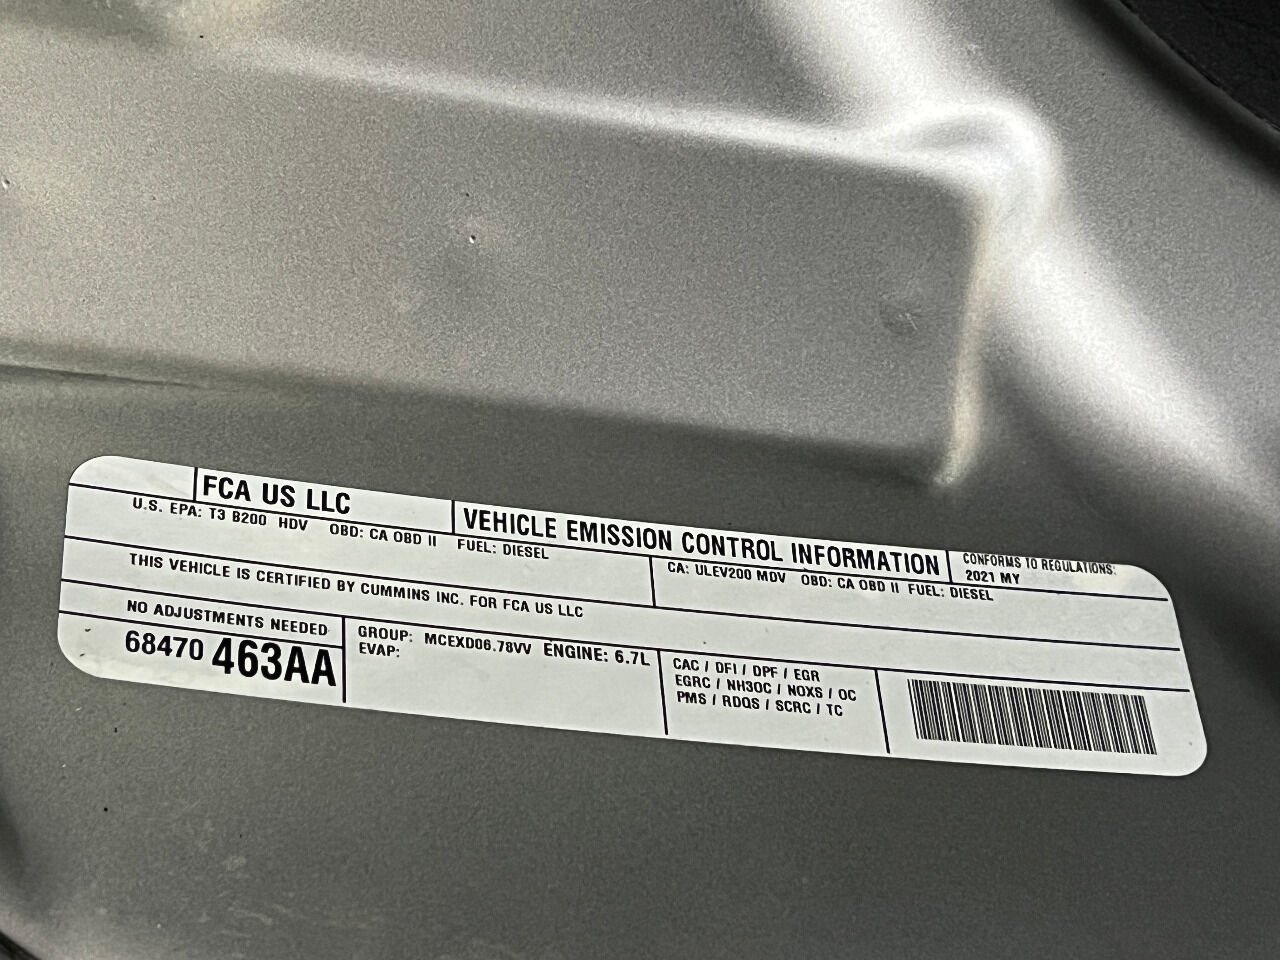 FCA US LLC
VEHICLE EMISSION CONTROL INFORMATION
CONFORMS TO REGULATIONS:
2021 MY
U.S. EPA: T3 B200 HDV OBD: CA OBD II FUEL: DIESEL
CA: ULEV200 MDV OBD: CA OBD II FUEL: DIESEL
THIS VEHICLE IS CERTIFIED BY CUMMINS INC. FOR FCA US LLC
NO ADJUSTMENTS NEEDED
68470 463AA
GROUP: MCEXD06.78VV ENGINE: 6.7L
EVAP:
CAC / DFI / DPF / EGR
EGRC / NH3OC / NOXS / OC
PMS / RDQS / SCRC / TC